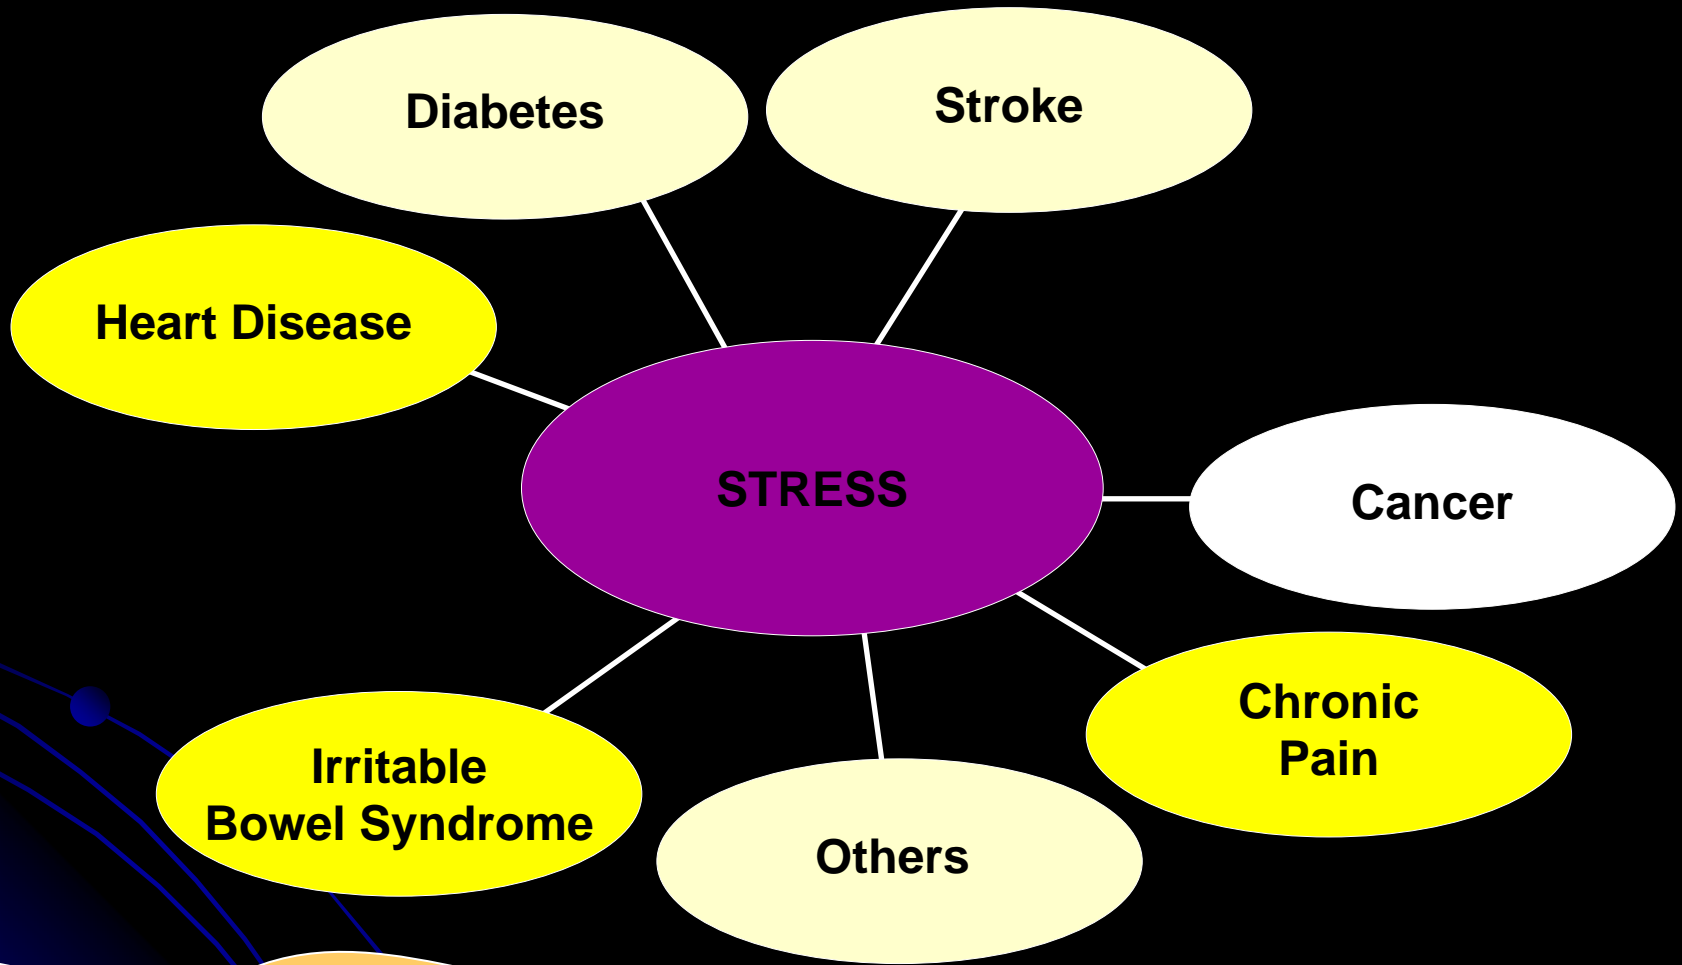 Diabetes
Stroke
Heart Disease
STRESS
Cancer
Chronic
Pain
Irritable
Bowel Syndrome
Others